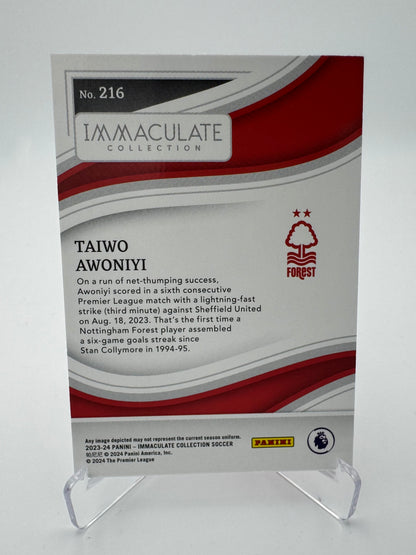 No. 216
IMMACULATE
COLLECTION
TAIWO
AWONIYI
On a run of net-thumping success,
Awoniyi scored in a sixth consecutive
Premier League match with a lightning-fast
strike (third minute) against Sheffield United
on Aug. 18, 2023. That's the first time a
Nottingham Forest player assembled
a six-game goals streak since
Stan Collymore in 1994-95.
FOREST
Any image depicted may not represent the current season uniform.
2023-24 PANINI – IMMACULATE COLLECTION SOCCER
帕尼尼 © 2024 Panini America, Inc.
© 2024 The Premier League
PANINI